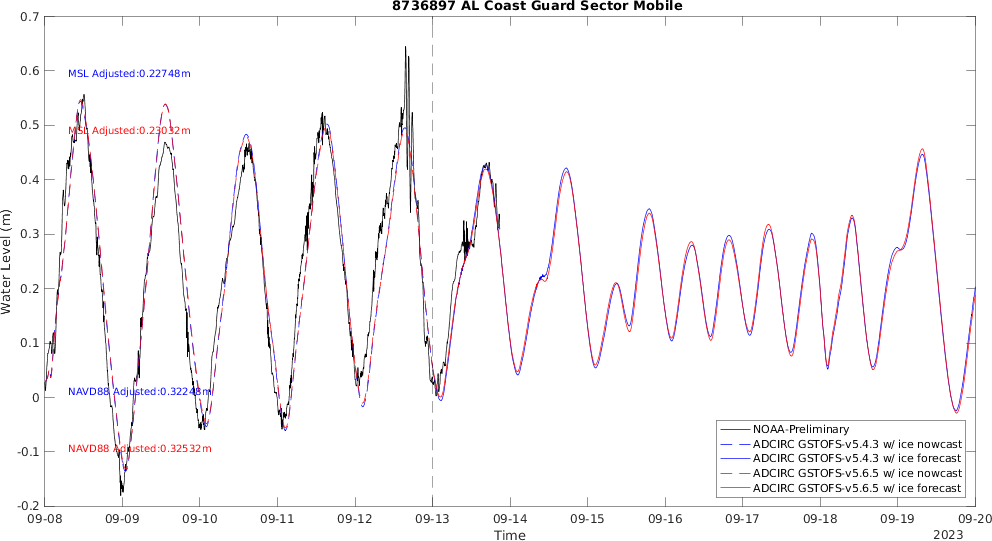 8736897 AL Coast Guard Sector Mobile
0.7
0.6
0.5
0.4
0.3
0.2
0.1
0
-0.1
-0.2
Water Level (m)
MSL Adjusted:0.22748m
MSL Adjusted:0.23032m
NAVD88 Adjusted:0.32248m
NAVD88 Adjusted:0.32532m
NOAA-Preliminary
ADCIRC GSTOFS-v5.4.3 w/ ice nowcast
ADCIRC GSTOFS-v5.4.3 w/ ice forecast
ADCIRC GSTOFS-v5.6.5 w/ ice nowcast
ADCIRC GSTOFS-v5.6.5 w/ ice forecast
09-08 09-09 09-10 09-11 09-12 09-13 09-14 09-15 09-16 09-17 09-18 09-19 09-20
Time
2023